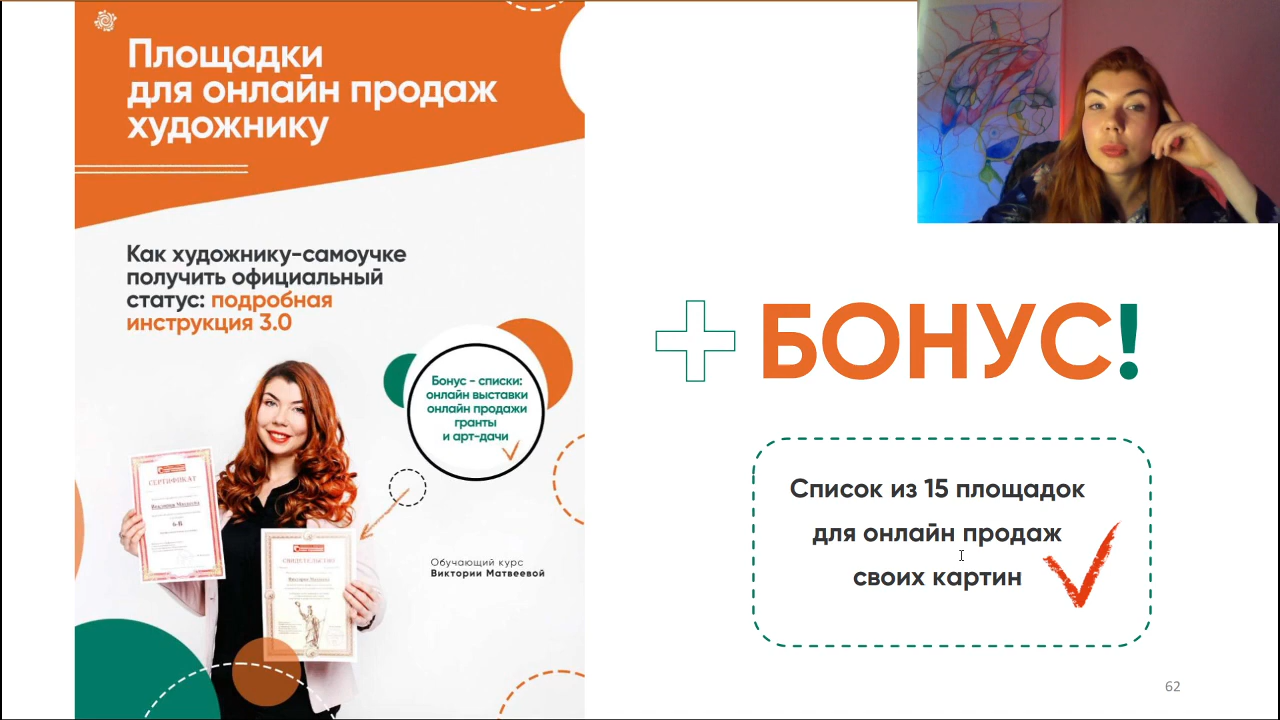 Площадки
для онлайн продаж
художнику
Как художнику-самоучке
получить официальный
статус: подробная
инструкция 3.0
Бонус - списки:
онлайн выставки
онлайн продажи
гранты
и арт-дачи
СЕРТИФИКАТ
СВИДЕТЕЛЬСТВО
Обучающий курс
Виктории Матвеевой
БОНУС!
Список из 15 площадок
для онлайн продаж
своих картин
62